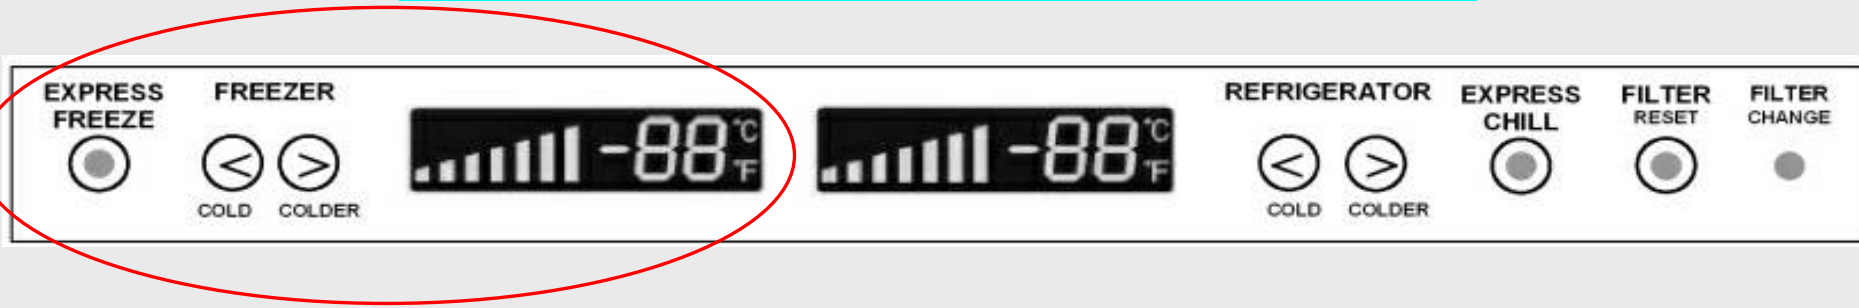 EXPRESS
FREEZE
FREEZER
< >
COLD COLDER
-88 °C °F
-88 °C °F
REFRIGERATOR
< >
COLD COLDER
EXPRESS
CHILL
FILTER
RESET
FILTER
CHANGE